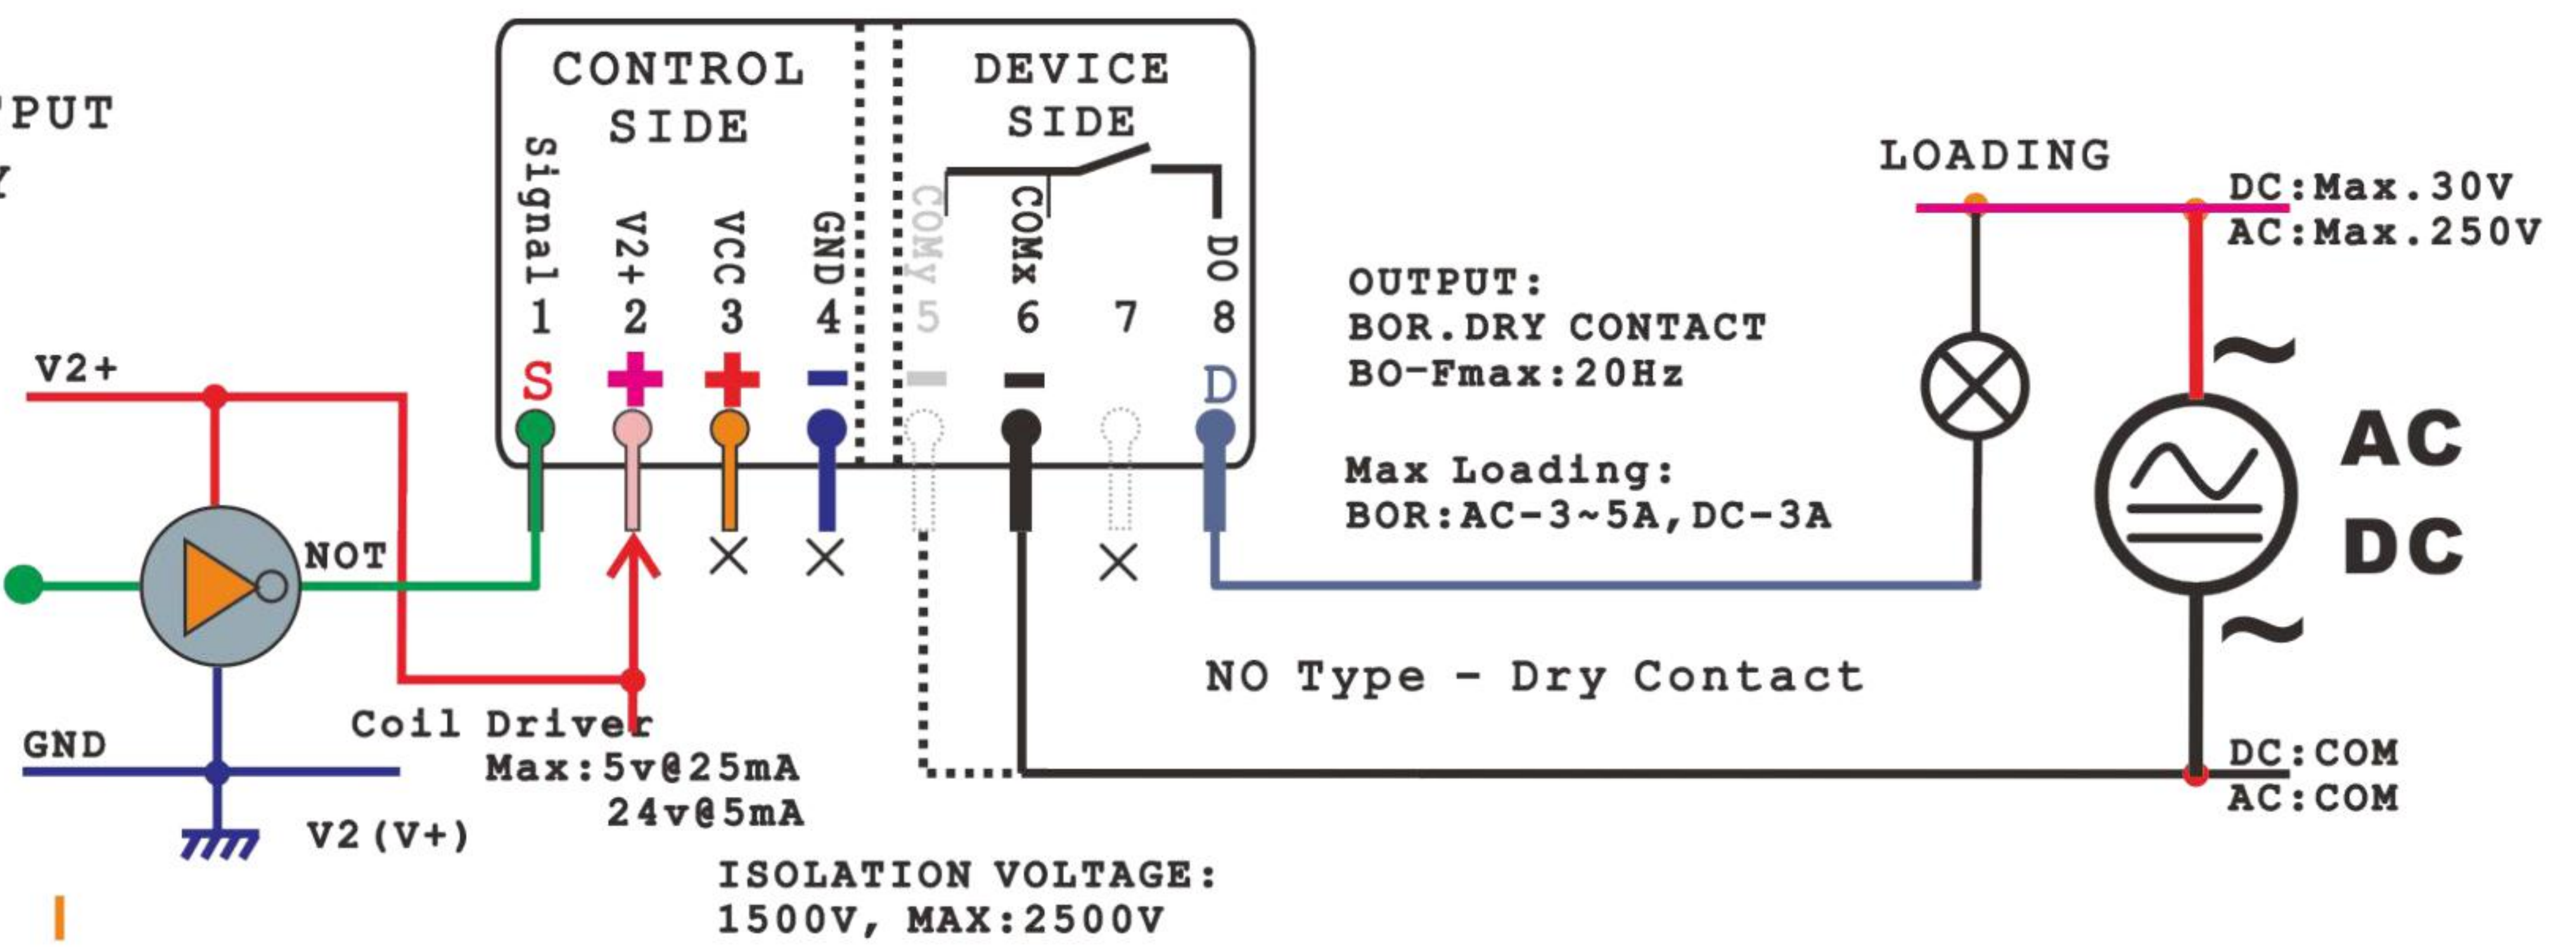 PUT
CONTROL
SIDE
DEVICE
SIDE
Signal
V2+
VCC
GND
COMy
COMx
DO
1
2
3
4
5
6
7
8
S
D
V2+
NOT
GND
Coil Driver
Max:5v@25mA
24v@5mA
V2(V+)
ISOLATION VOLTAGE:
1500V, MAX:2500V
OUTPUT:
BOR.DRY CONTACT
BO-Fmax:20Hz
Max Loading:
BOR:AC-3~5A,DC-3A
NO Type - Dry Contact
LOADING
DC:Max.30V
AC:Max.250V
AC
DC
DC:COM
AC:COM